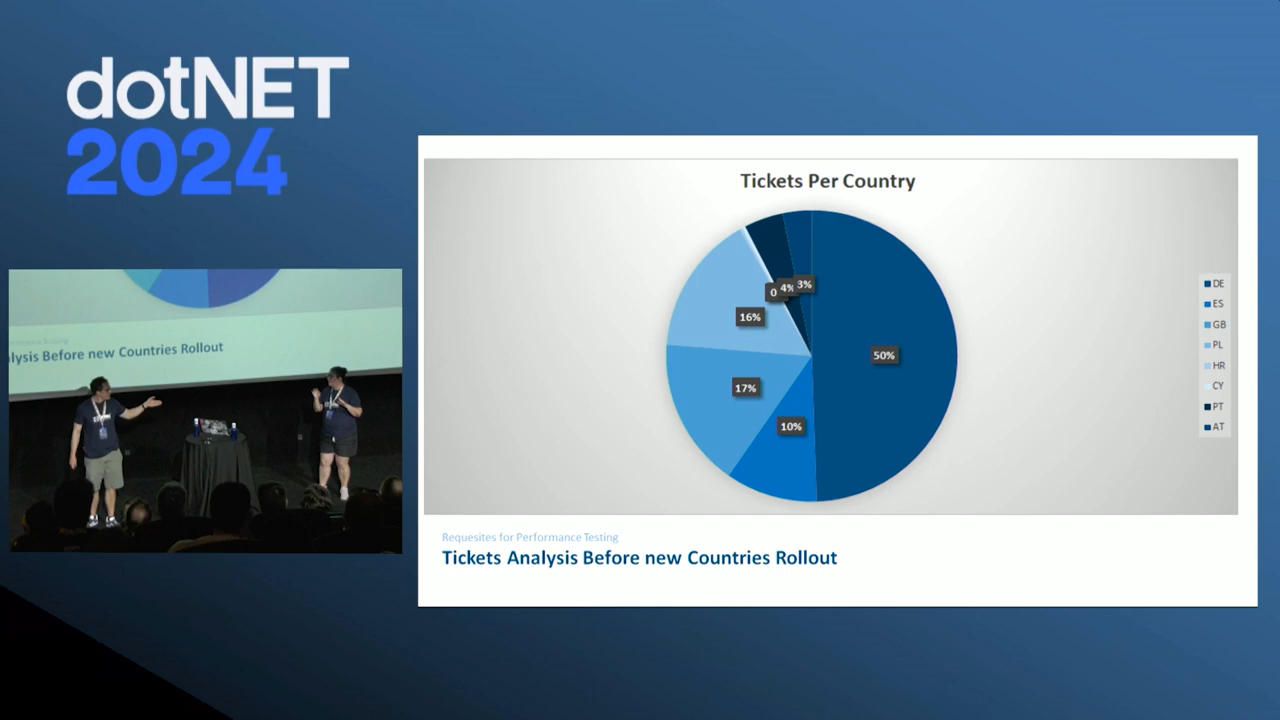 dotNET
2024
Tickets Per Country
50%
10%
17%
16%
0
4%
3%
DE
ES
GB
PL
HR
CY
PT
AT
Requesites for Performance Testing
Tickets Analysis Before new Countries Rollout
alysis Before new Countries Rollout